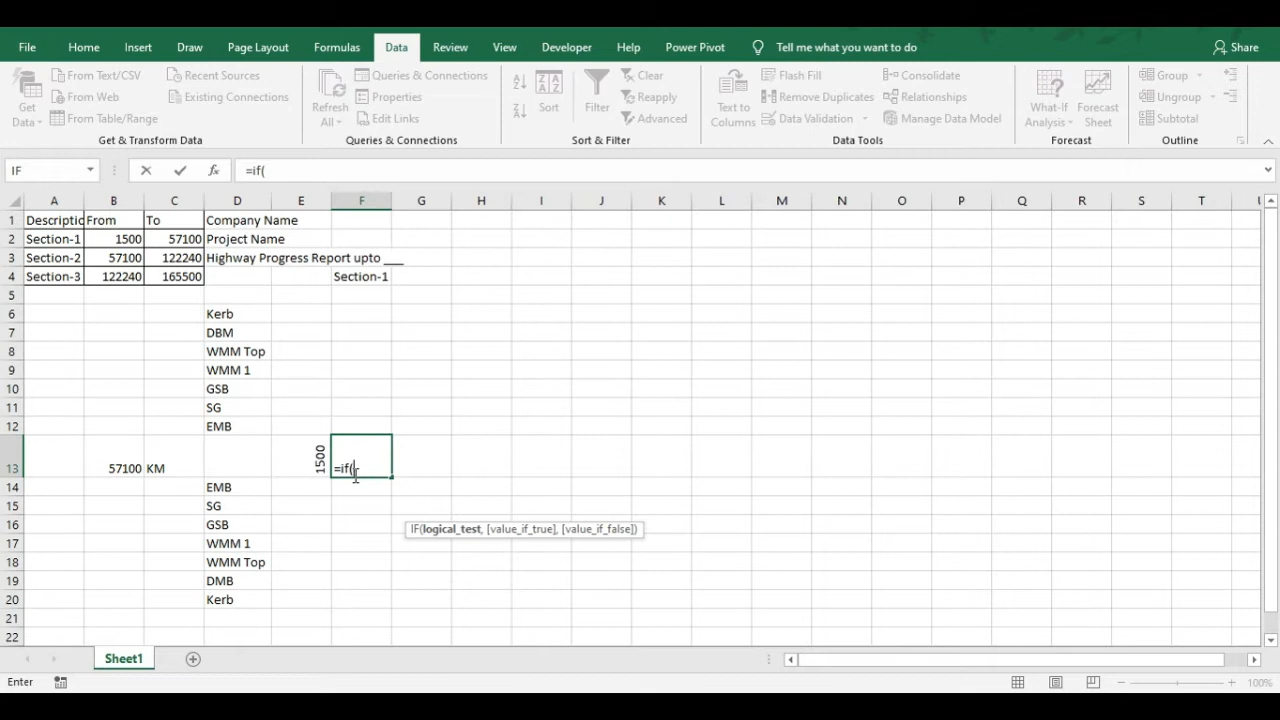 File Home Insert Draw Page Layout Formulas Data Review View Developer Help Power Pivot Tell me what you want to do Share
Get Data From Text/CSV Recent Sources Refresh All Queries & Connections Sort Filter Clear Text to Columns Flash Fill Consolidate What-If Analysis Forecast Sheet Group
From Web Existing Connections Properties Reapply Remove Duplicates Relationships Ungroup
From Table/Range Edit Links Advanced Data Validation Manage Data Model Subtotal
Get & Transform Data Queries & Connections Sort & Filter Data Tools Forecast Outline
IF =if(
A B C D E F G H I J K L M N O P Q R S T U
1 Descriptic From To Company Name
2 Section-1 1500 57100 Project Name
3 Section-2 57100 122240 Highway Progress Report upto ___
4 Section-3 122240 165500 Section-1
5
6 Kerb
7 DBM
8 WMM Top
9 WMM 1
10 GSB
11 SG
12 EMB
13 57100 KM 1500 =if(
14 EMB
15 SG
16 GSB
IF(logical_test, [value_if_true], [value_if_false])
17 WMM 1
18 WMM Top
19 DMB
20 Kerb
21
22
Sheet1
Enter 100%